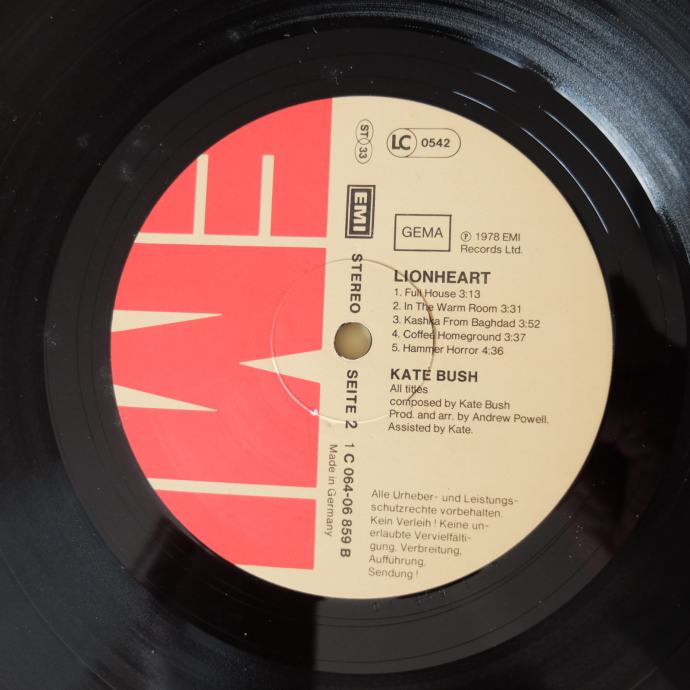 EMI
ST 33
LC 0542
EMI
STEREO
GEMA
℗ 1978 EMI
Records Ltd.
LIONHEART
1. Full House 3:13
2. In The Warm Room 3:31
3. Kashka From Baghdad 3:52
4. Coffee Homeground 3:37
5. Hammer Horror 4:36
KATE BUSH
All titles
composed by Kate Bush
Prod. and arr. by Andrew Powell.
Assisted by Kate.
SEITE 2
1 C 064-06 859 B
Made in Germany
Alle Urheber- und Leistungs-
schutzrechte vorbehalten.
Kein Verleih! Keine un-
erlaubte Vervielfälti-
gung, Verbreitung,
Aufführung,
Sendung!